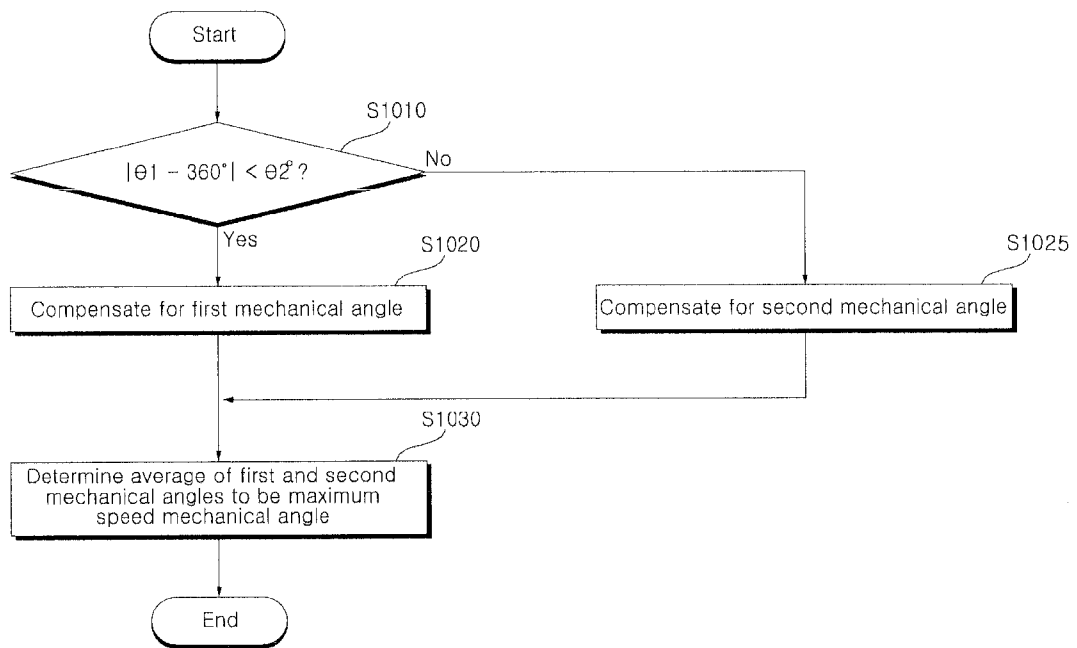 Start
S1010
|θ1 - 360°| < θ2°?
No
Yes
S1020
Compensate for first mechanical angle
S1025
Compensate for second mechanical angle
S1030
Determine average of first and second
mechanical angles to be maximum
speed mechanical angle
End